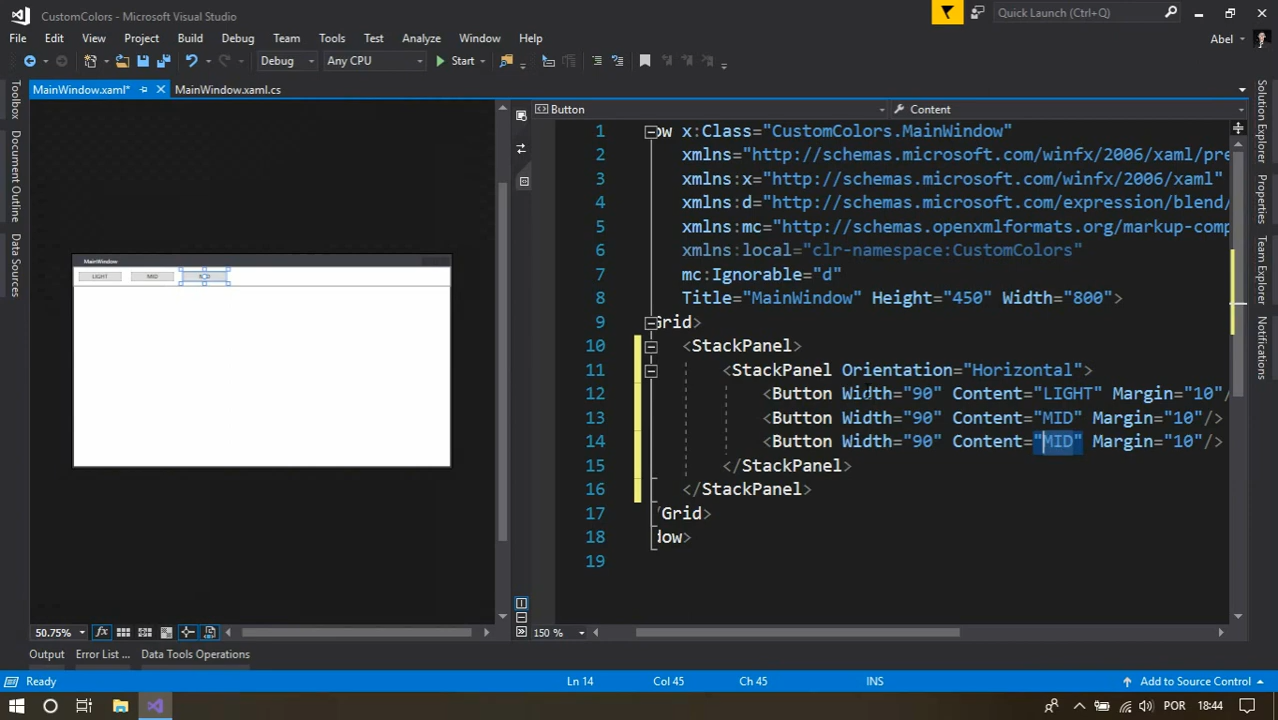 CustomColors - Microsoft Visual Studio
Quick Launch (Ctrl+Q)
File Edit View Project Build Debug Team Tools Test Analyze Window Help
Abel
Debug Any CPU Start
MainWindow.xaml* MainWindow.xaml.cs
Toolbox
Document Outline
Data Sources
Button Content
1 ow x:Class="CustomColors.MainWindow"
2 xmlns="http://schemas.microsoft.com/winfx/2006/xaml/pre
3 xmlns:x="http://schemas.microsoft.com/winfx/2006/xaml"
4 xmlns:d="http://schemas.microsoft.com/expression/blend/
5 xmlns:mc="http://schemas.openxmlformats.org/markup-comp
6 xmlns:local="clr-namespace:CustomColors"
7 mc:Ignorable="d"
8 Title="MainWindow" Height="450" Width="800">
9 Grid>
10 <StackPanel>
11 <StackPanel Orientation="Horizontal">
12 <Button Width="90" Content="LIGHT" Margin="10"/
13 <Button Width="90" Content="MID" Margin="10"/>
14 <Button Width="90" Content="MID" Margin="10"/>
15 </StackPanel>
16 </StackPanel>
17 /Grid>
18 dow>
19
MainWindow
LIGHT MID
Solution Explorer
Properties
Team Explorer
Notifications
50.75% fx
150 %
Output Error List ... Data Tools Operations
Ready Ln 14 Col 45 Ch 45 INS Add to Source Control
POR 18:44